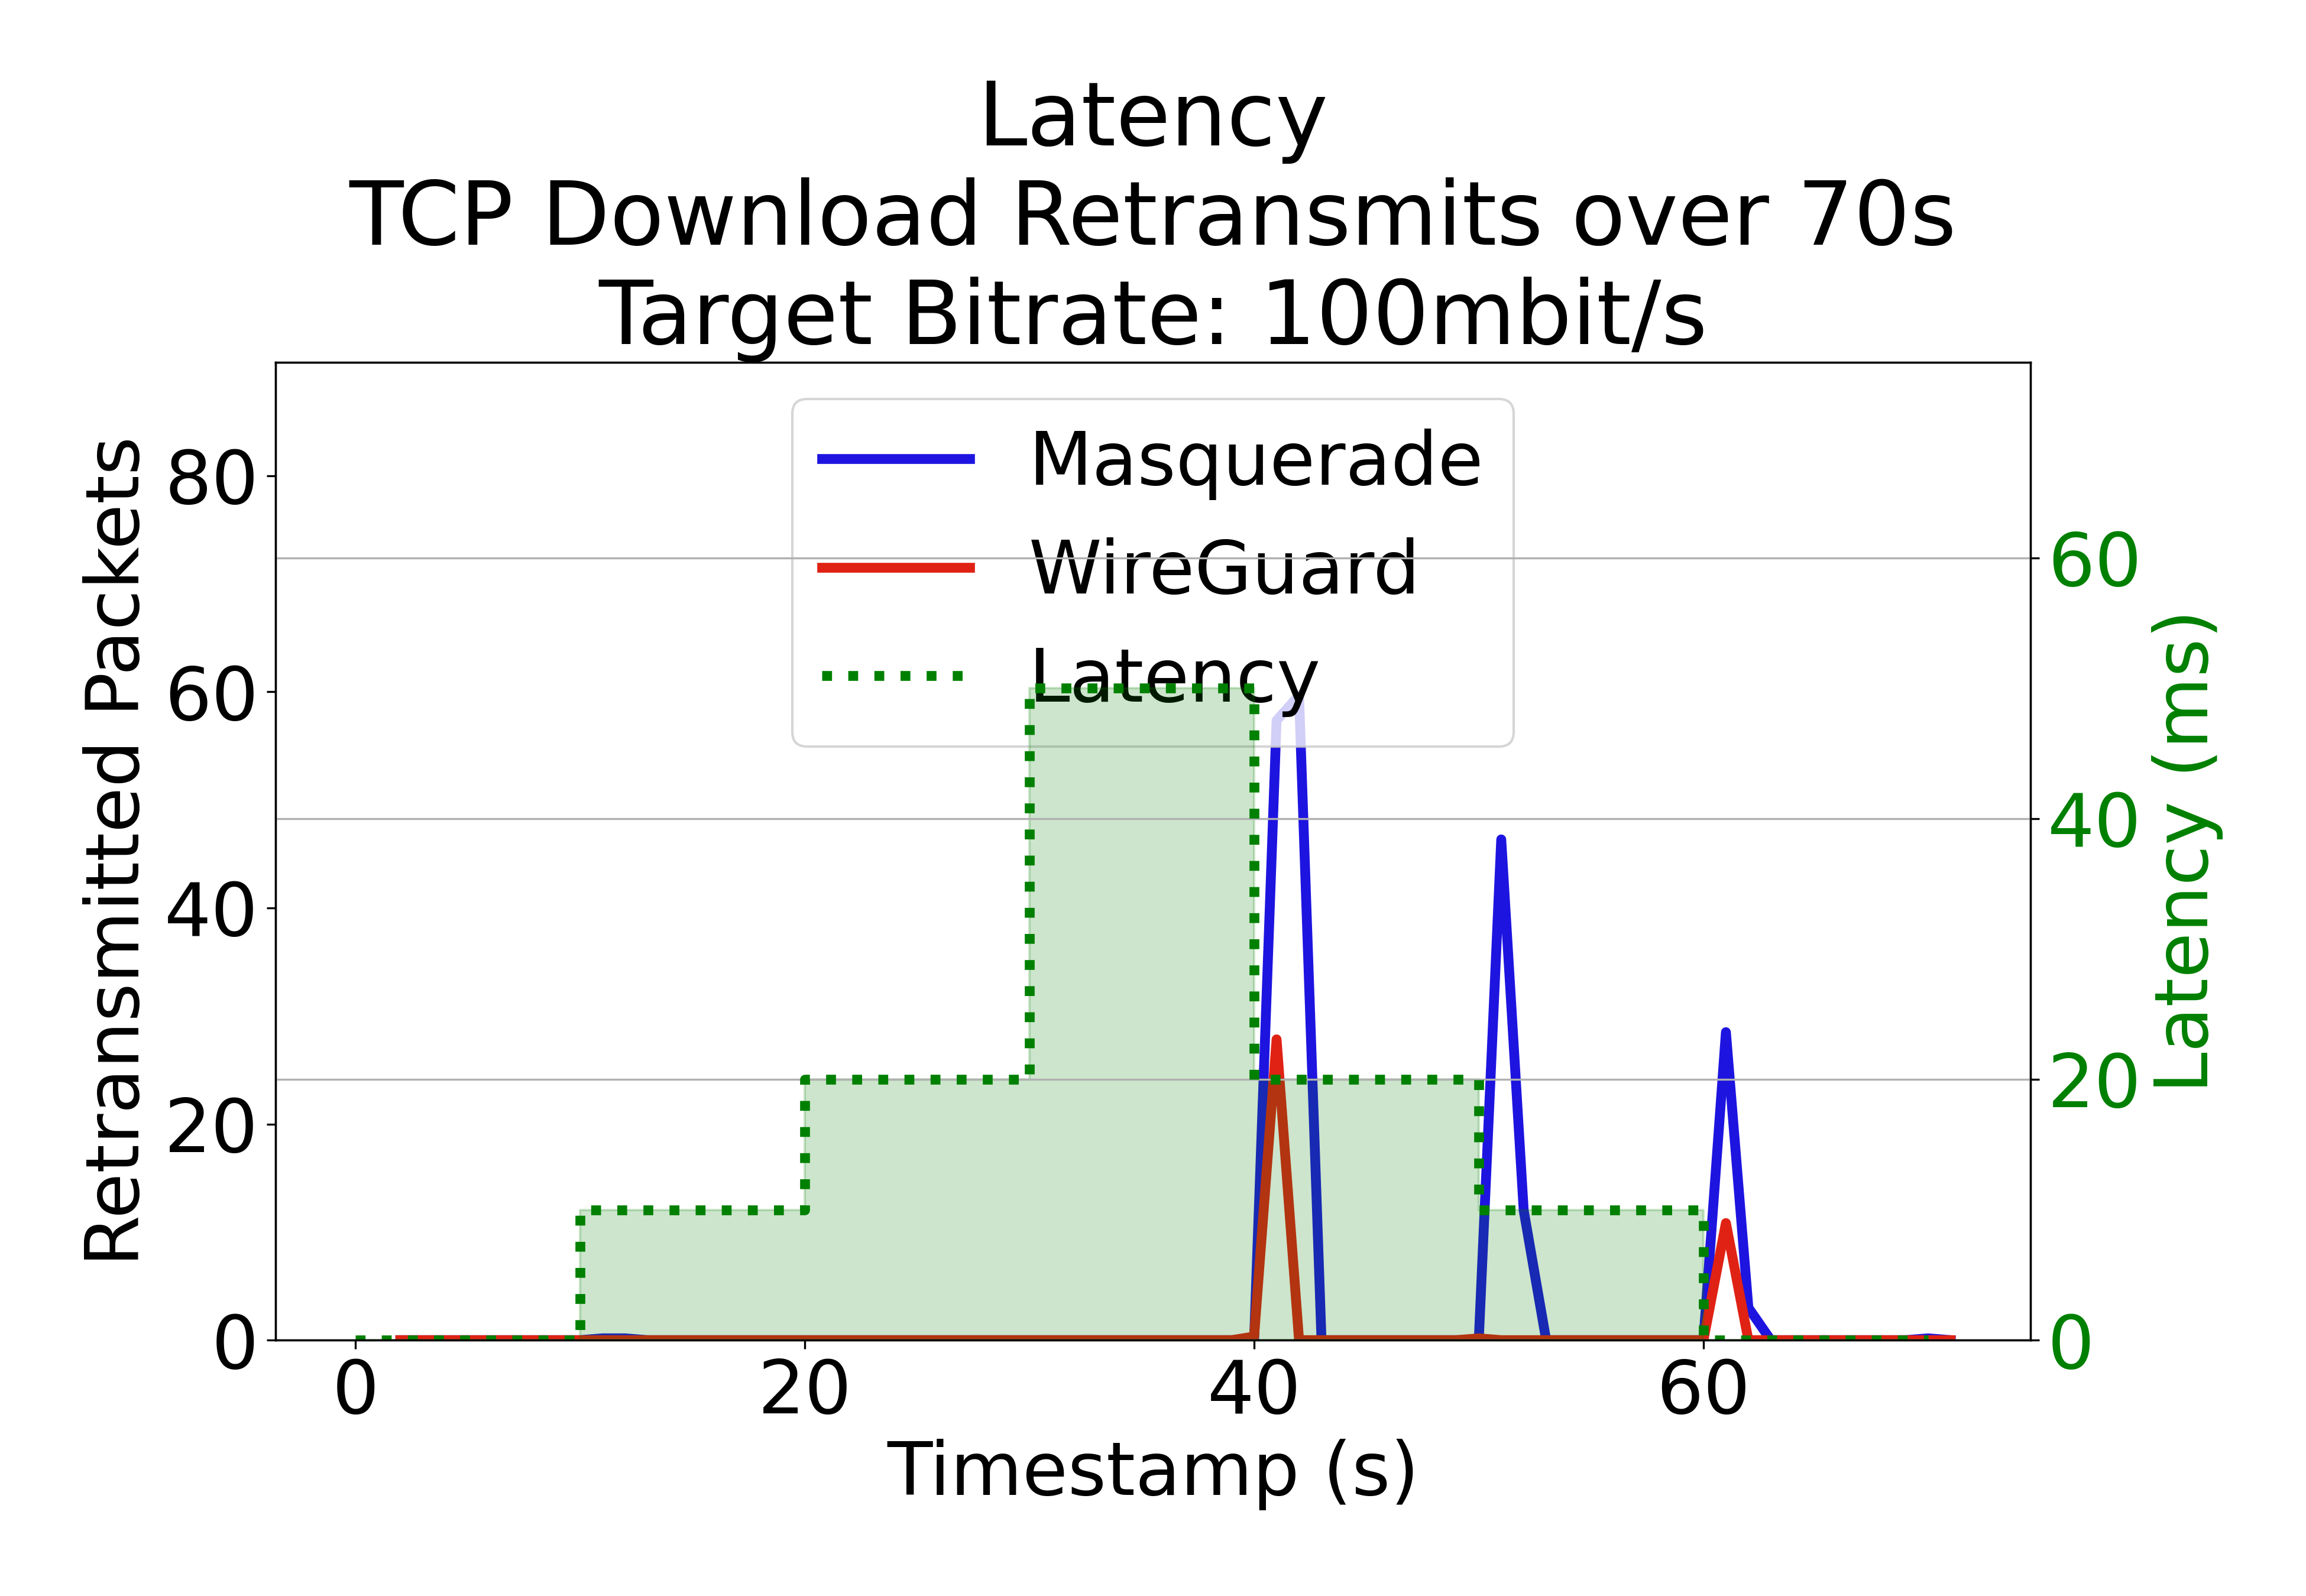 Latency
TCP Download Retransmits over 70s
Target Bitrate: 100mbit/s
Masquerade
WireGuard
Latency
Retransmitted Packets
80
60
40
20
0
60
40
20
0
Latency (ms)
0 20 40 60
Timestamp (s)